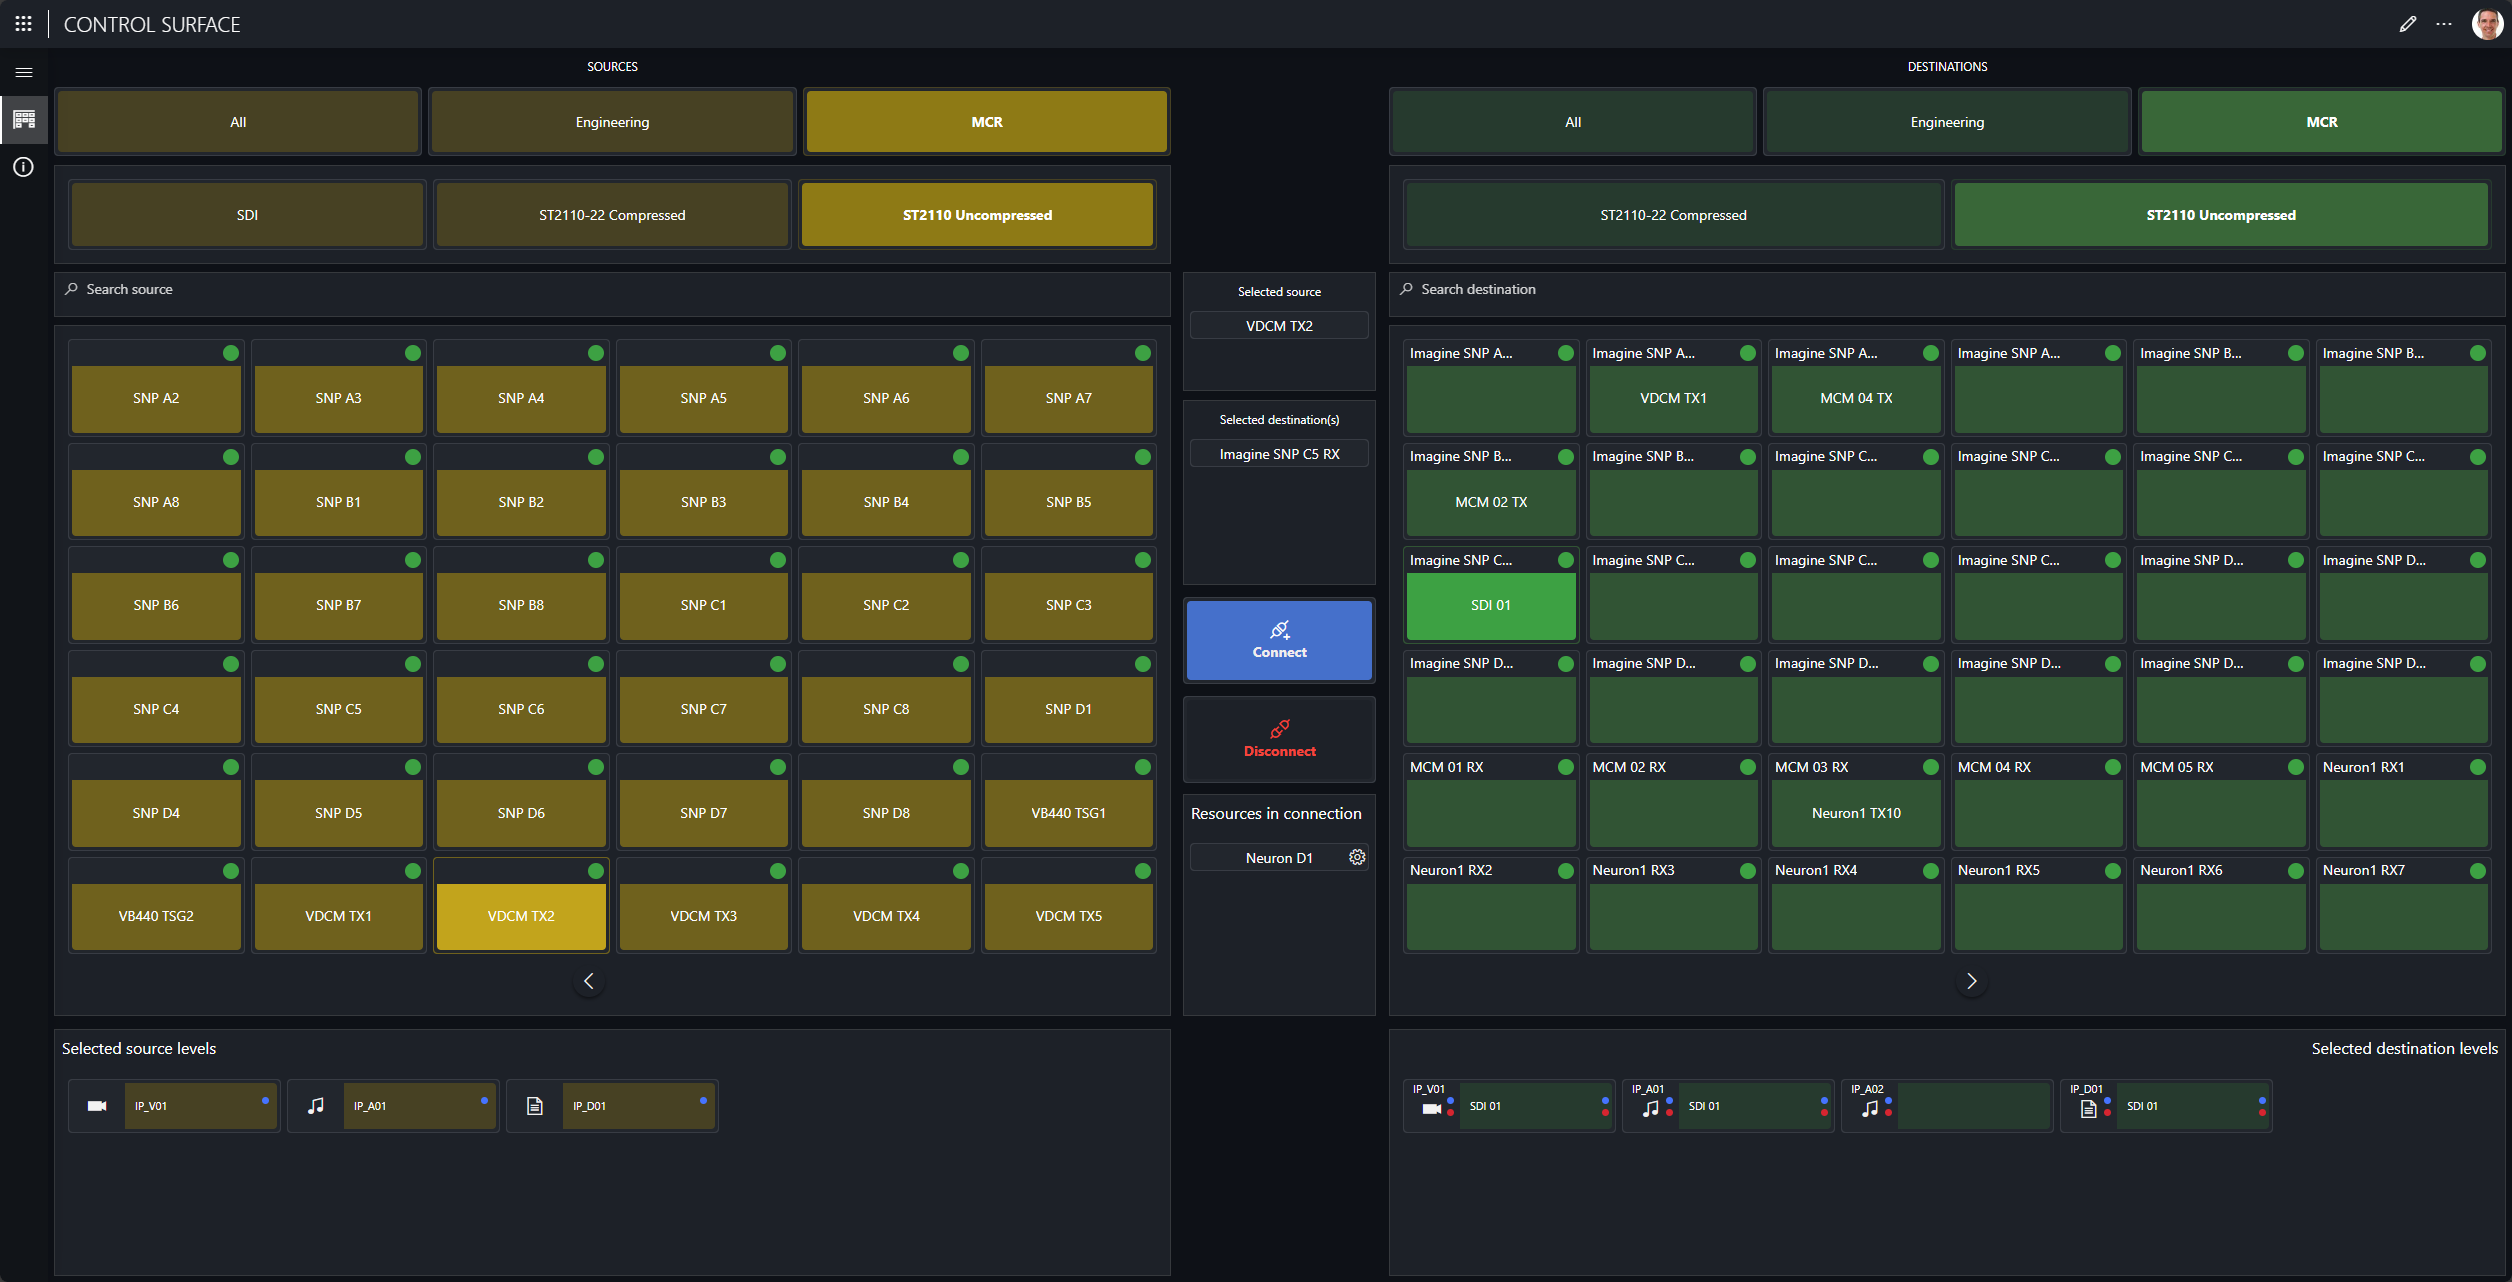 CONTROL SURFACE
SOURCES
All
Engineering
MCR
SDI
ST2110-22 Compressed
ST2110 Uncompressed
Search source
SNP A2
SNP A3
SNP A4
SNP A5
SNP A6
SNP A7
SNP A8
SNP B1
SNP B2
SNP B3
SNP B4
SNP B5
SNP B6
SNP B7
SNP B8
SNP C1
SNP C2
SNP C3
SNP C4
SNP C5
SNP C6
SNP C7
SNP C8
SNP D1
SNP D4
SNP D5
SNP D6
SNP D7
SNP D8
VB440 TSG1
VB440 TSG2
VDCM TX1
VDCM TX2
VDCM TX3
VDCM TX4
VDCM TX5
Selected source levels
IP_V01
IP_A01
IP_D01
Selected source
VDCM TX2
Selected destination(s)
Imagine SNP C5 RX
Connect
Disconnect
Resources in connection
Neuron D1
DESTINATIONS
All
Engineering
MCR
ST2110-22 Compressed
ST2110 Uncompressed
Search destination
Imagine SNP A...
Imagine SNP A...
VDCM TX1
Imagine SNP A...
MCM 04 TX
Imagine SNP A...
Imagine SNP B...
Imagine SNP B...
Imagine SNP B...
MCM 02 TX
Imagine SNP B...
Imagine SNP C...
Imagine SNP C...
Imagine SNP C...
Imagine SNP C...
Imagine SNP C...
SDI 01
Imagine SNP C...
Imagine SNP C...
Imagine SNP C...
Imagine SNP D...
Imagine SNP D...
Imagine SNP D...
Imagine SNP D...
Imagine SNP D...
Imagine SNP D...
Imagine SNP D...
Imagine SNP D...
MCM 01 RX
MCM 02 RX
MCM 03 RX
Neuron1 TX10
MCM 04 RX
MCM 05 RX
Neuron1 RX1
Neuron1 RX2
Neuron1 RX3
Neuron1 RX4
Neuron1 RX5
Neuron1 RX6
Neuron1 RX7
Selected destination levels
IP_V01
SDI 01
IP_A01
SDI 01
IP_A02
IP_D01
SDI 01